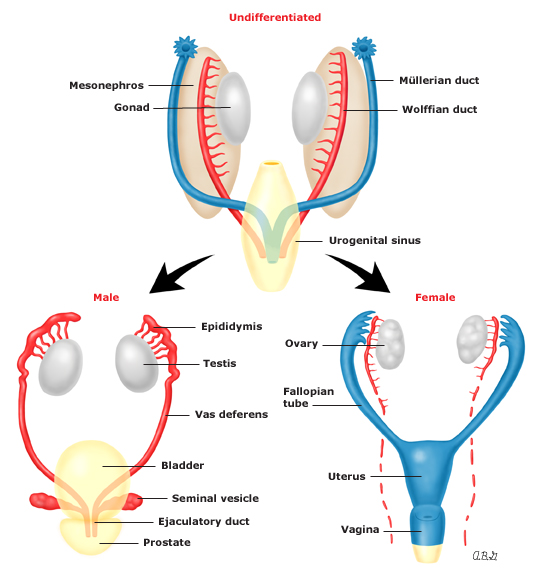 Undifferentiated
Mesonephros
Gonad
Müllerian duct
Wolffian duct
Urogenital sinus
Male
Epididymis
Testis
Vas deferens
Bladder
Seminal vesicle
Ejaculatory duct
Prostate
Female
Ovary
Fallopian
tube
Uterus
Vagina